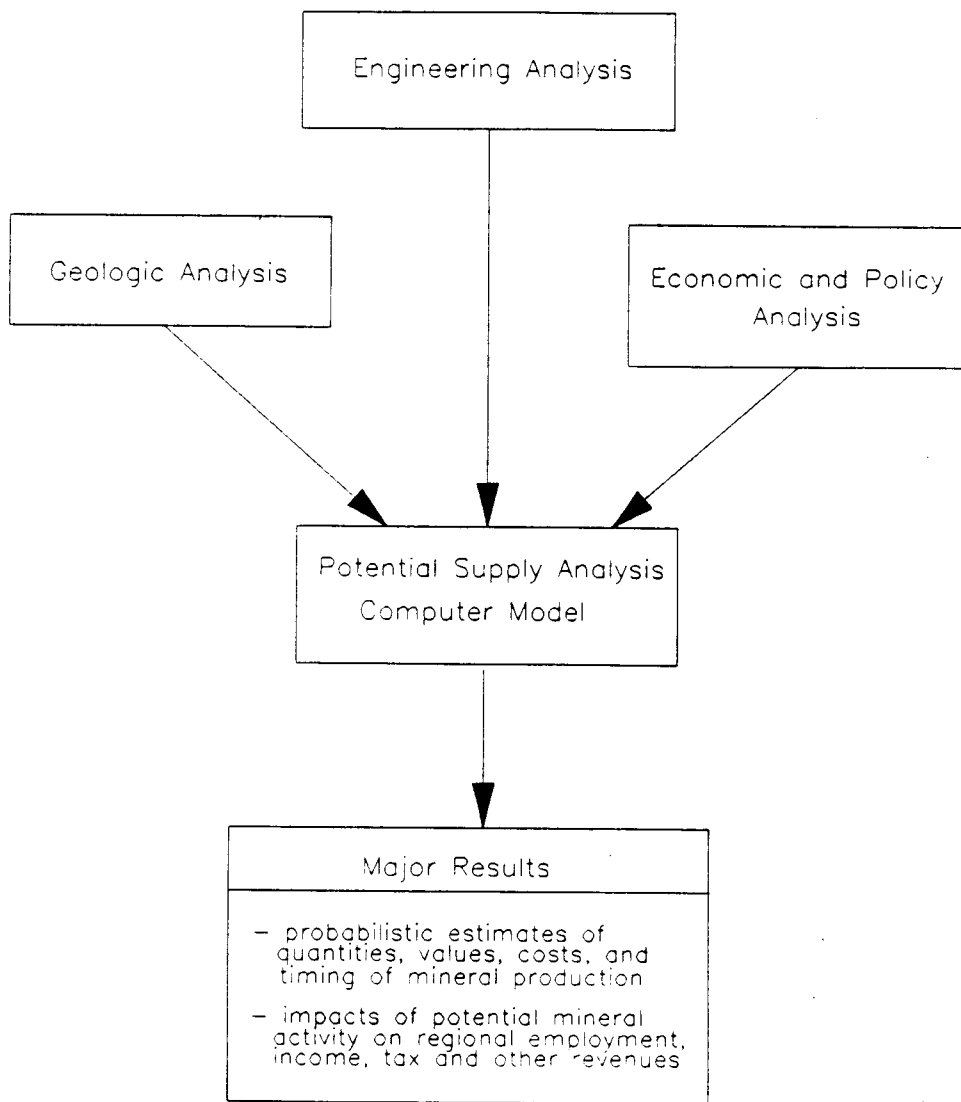 Engineering Analysis
Geologic Analysis
Economic and Policy
Analysis
Potential Supply Analysis
Computer Model
Major Results
– probabilistic estimates of
quantities, values, costs, and
timing of mineral production
– impacts of potential mineral
activity on regional employment,
income, tax and other revenues